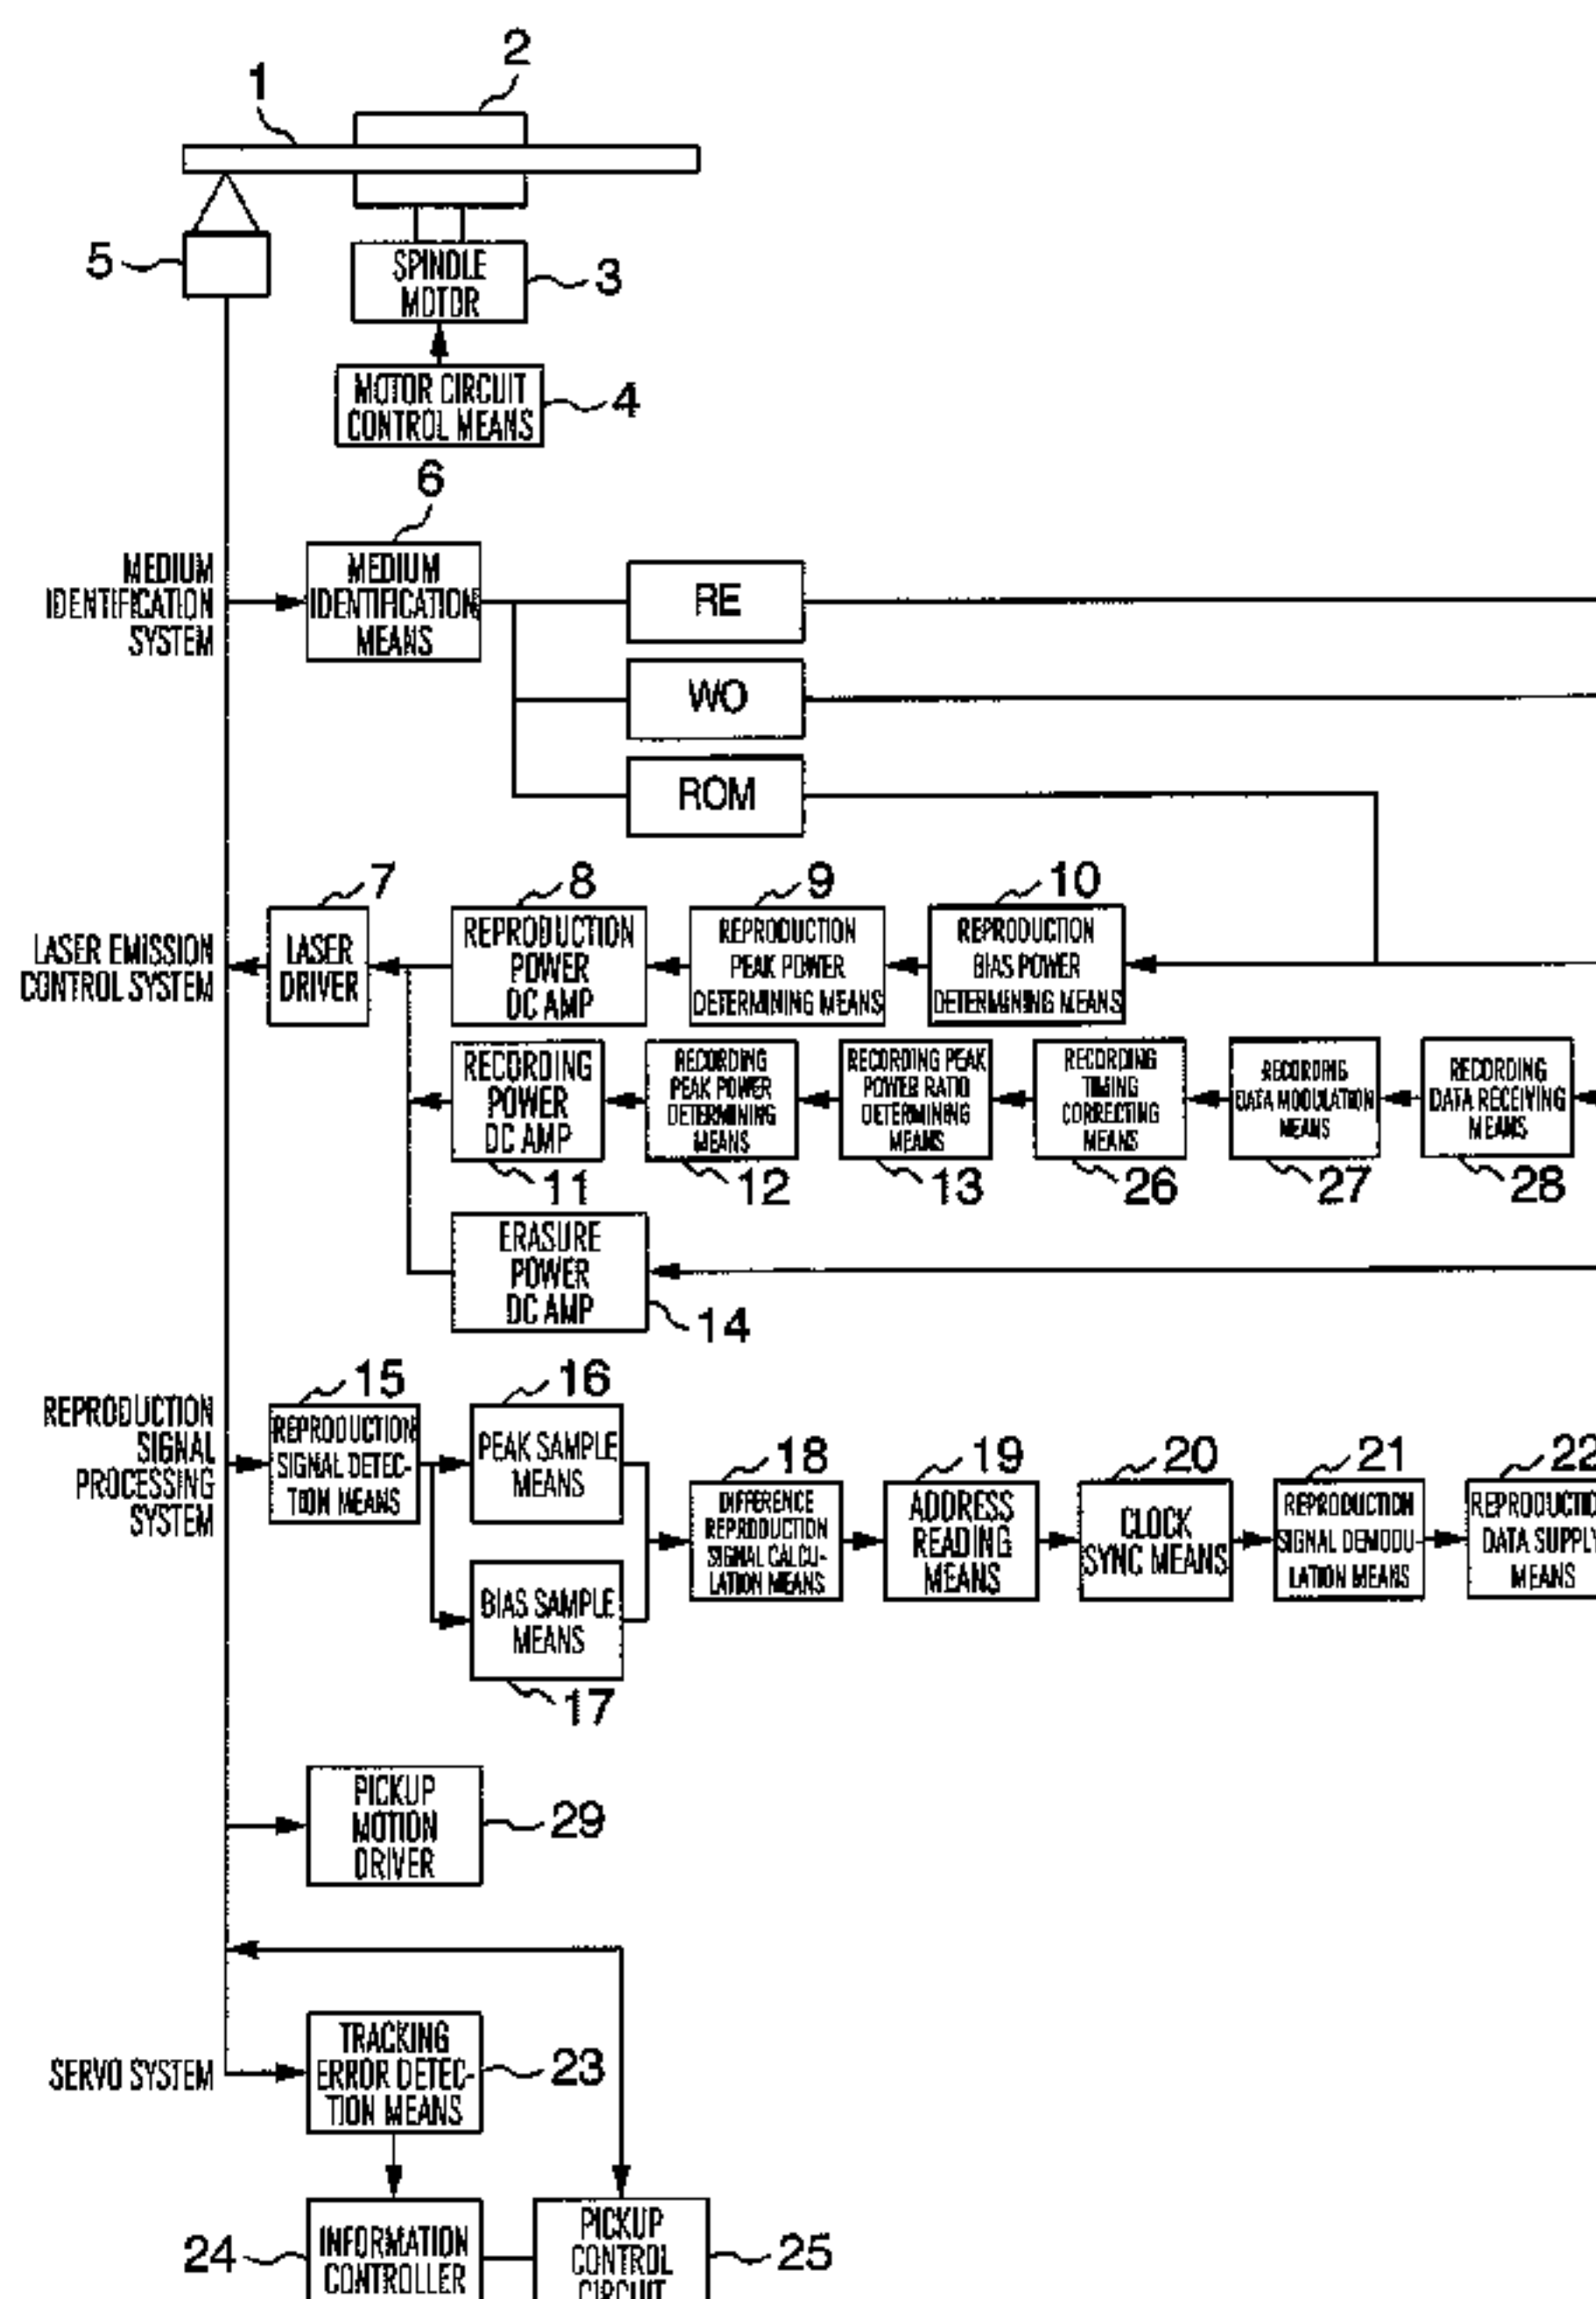 2
1
5
SPINDLE
MOTOR
3
MOTOR CIRCUIT
CONTROL MEANS
4
6
MEDIUM
IDENTIFICATION
SYSTEM
MEDIUM
IDENTIFICATION
MEANS
RE
WO
ROM
7
8
9
10
LASER EMISSION
CONTROL SYSTEM
LASER
DRIVER
REPRODUCTION
POWER
DC AMP
REPRODUCTION
PEAK POWER
DETERMINING MEANS
REPRODUCTION
BIAS POWER
DETERMINING MEANS
RECORDING
POWER
DC AMP
RECORDING
PEAK POWER
DETERMINING
MEANS
RECORDING PEAK
POWER RATIO
DETERMINING
MEANS
RECORDING
TIMING
CORRECTING
MEANS
RECORDING
DATA MODULATION
MEANS
RECORDING
DATA RECEIVING
MEANS
11
12
13
26
27
28
ERASURE
POWER
DC AMP
14
15
16
REPRODUCTION
SIGNAL
PROCESSING
SYSTEM
REPRODUCTION
SIGNAL DETEC-
TION MEANS
PEAK SAMPLE
MEANS
BIAS SAMPLE
MEANS
17
18
19
20
21
22
DIFFERENCE
REPRODUCTION
SIGNAL CALCU-
LATION MEANS
ADDRESS
READING
MEANS
CLOCK
SYNC MEANS
REPRODUCTION
SIGNAL DEMODU-
LATION MEANS
REPRODUCTIO
DATA SUPPLY
MEANS
PICKUP
MOTION
DRIVER
29
SERVO SYSTEM
TRACKING
ERROR DETEC-
TION MEANS
23
24
INFORMATION
CONTROLLER
PICKUP
CONTROL
CIRCUIT
25